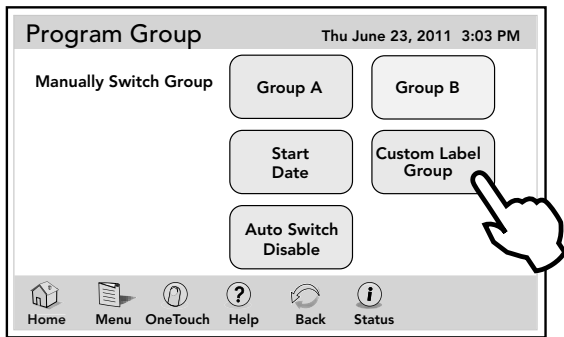 Program Group
Thu June 23, 2011 3:03 PM
Manually Switch Group
Group A
Group B
Start
Date
Custom Label
Group
Auto Switch
Disable
?
i
Home
Menu
OneTouch
Help
Back
Status